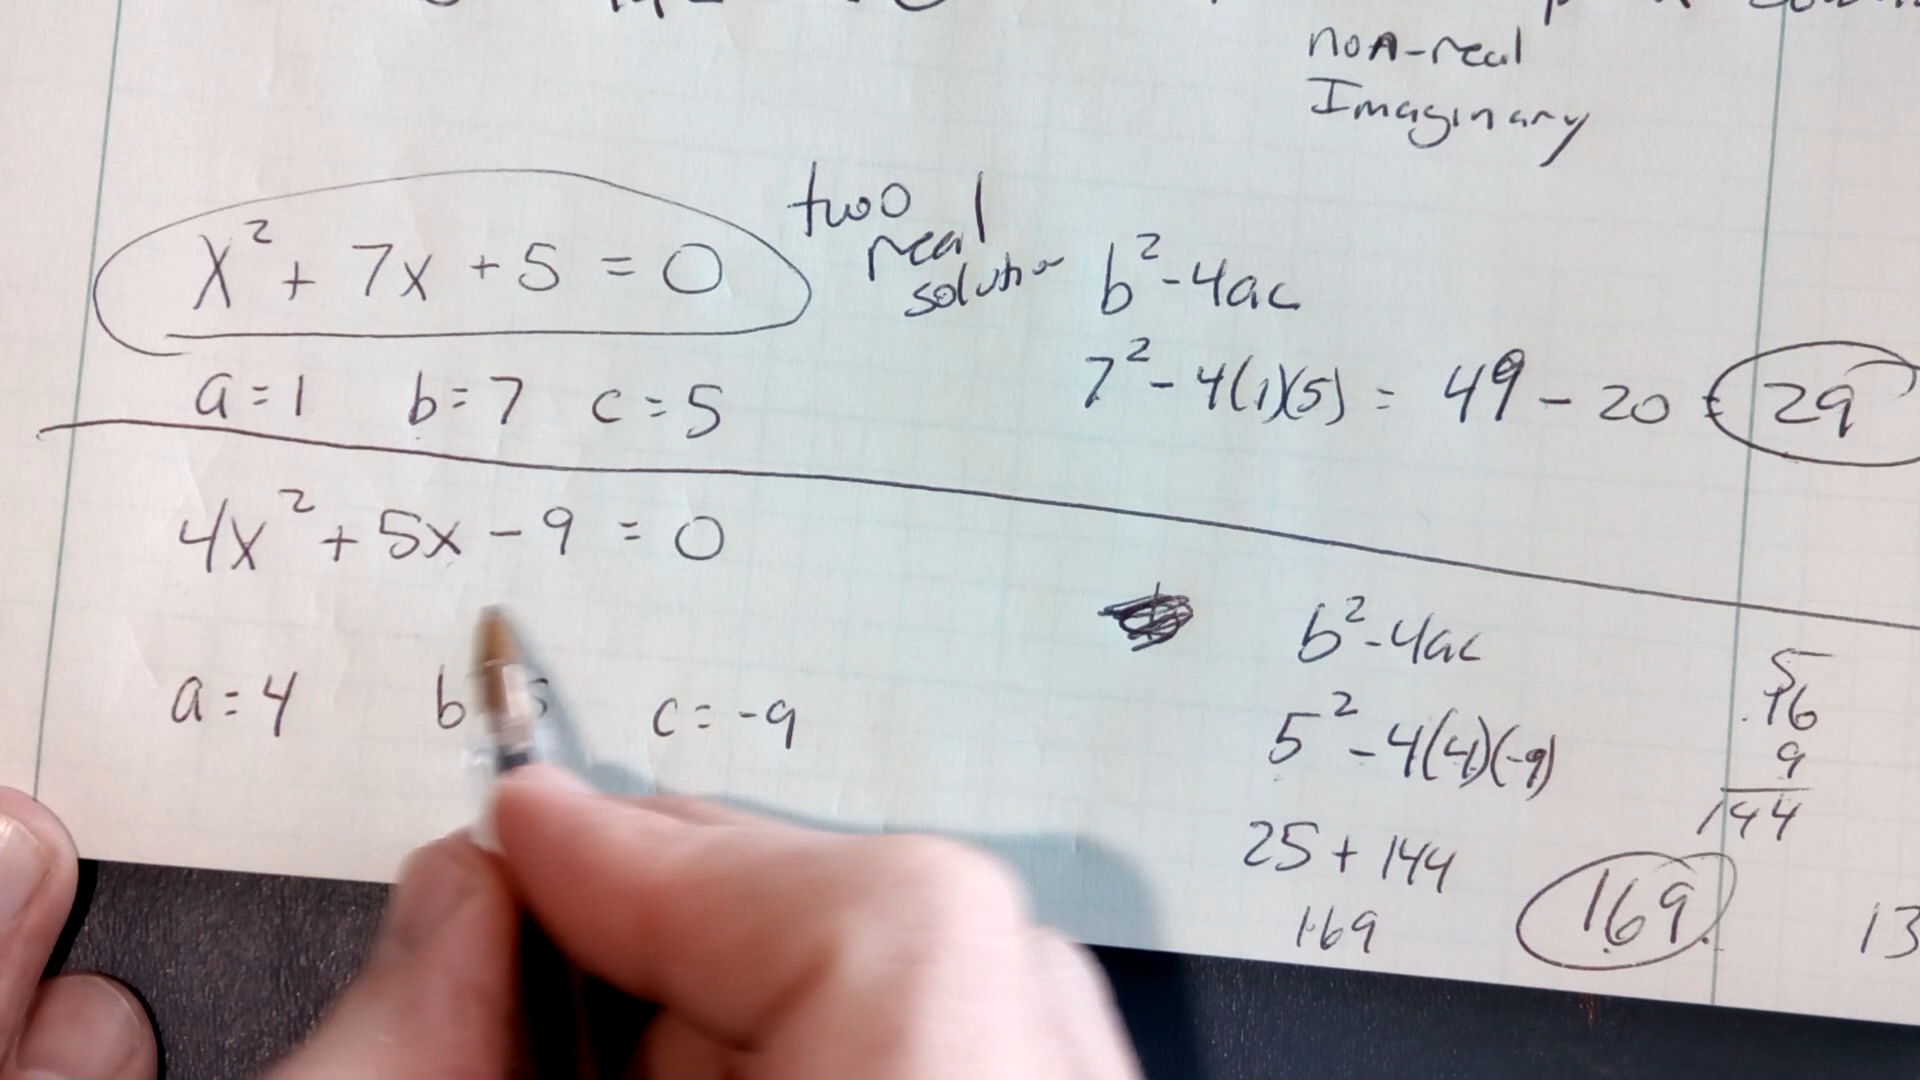 non-real
Imaginary
two
real
solution
x² + 7x + 5 = 0
b² - 4ac
7² - 4(1)(5) = 49 - 20 = 29
a = 1 b = 7 c = 5
4x² + 5x - 9 = 0
b² - 4ac
a = 4 b 5 c = -9
5² - 4(4)(-9)
5
16
9
144
25 + 144
169
169
13